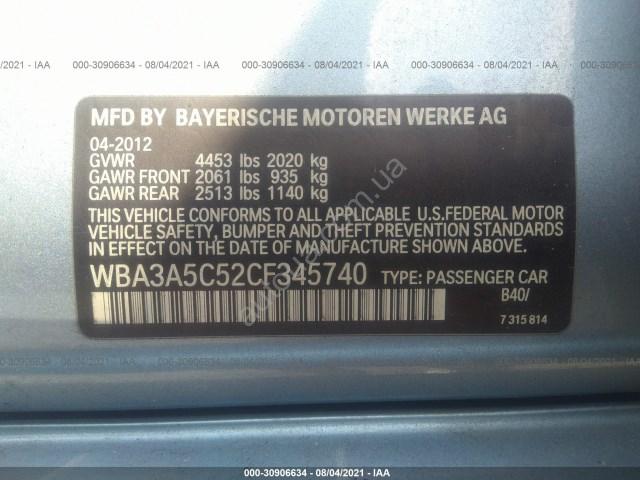 000-30906634 - 08/04/2021 - IAA
MFD BY BAYERISCHE MOTOREN WERKE AG
04-2012
GVWR 4453 lbs 2020 kg
GAWR FRONT 2061 lbs 935 kg
GAWR REAR 2513 lbs 1140 kg
THIS VEHICLE CONFORMS TO ALL APPLICABLE U.S.FEDERAL MOTOR
VEHICLE SAFETY, BUMPER AND THEFT PREVENTION STANDARDS
IN EFFECT ON THE DATE OF MANUFACTURE SHOWN ABOVE.
WBA3A5C52CF345740 TYPE: PASSENGER CAR
B40/
7 315 814
000-30906634 - 08/04/2021 - IAA